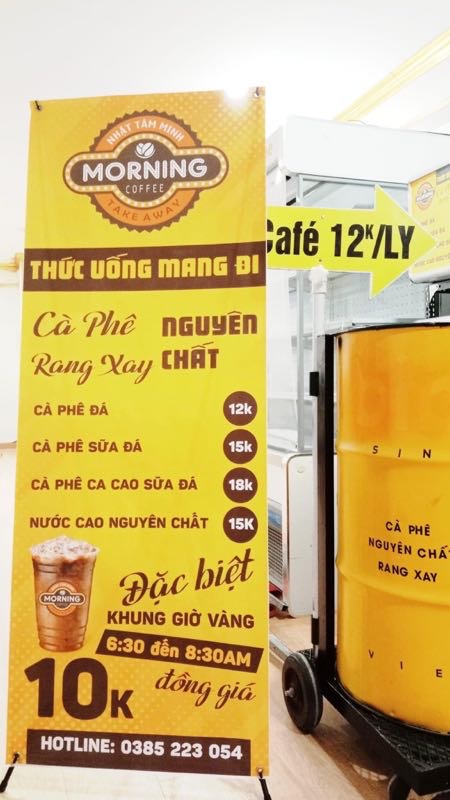 NHẬT TÂM MINH
MORNING
COFFEE
TAKE AWAY
THỨC UỐNG MANG ĐI
Cà Phê
Rang Xay
NGUYÊN
CHẤT
CÀ PHÊ ĐÁ 12k
CÀ PHÊ SỮA ĐÁ 15k
CÀ PHÊ CA CAO SỮA ĐÁ 18k
NƯỚC CAO NGUYÊN CHẤT 15K
MORNING
Đặc biệt
KHUNG GIỜ VÀNG
6:30 đến 8:30AM
10K
đồng giá
HOTLINE: 0385 223 054
Café 12K/LY
SIN
CÀ PHÊ
NGUYÊN CHẤT
RANG XAY
VIE